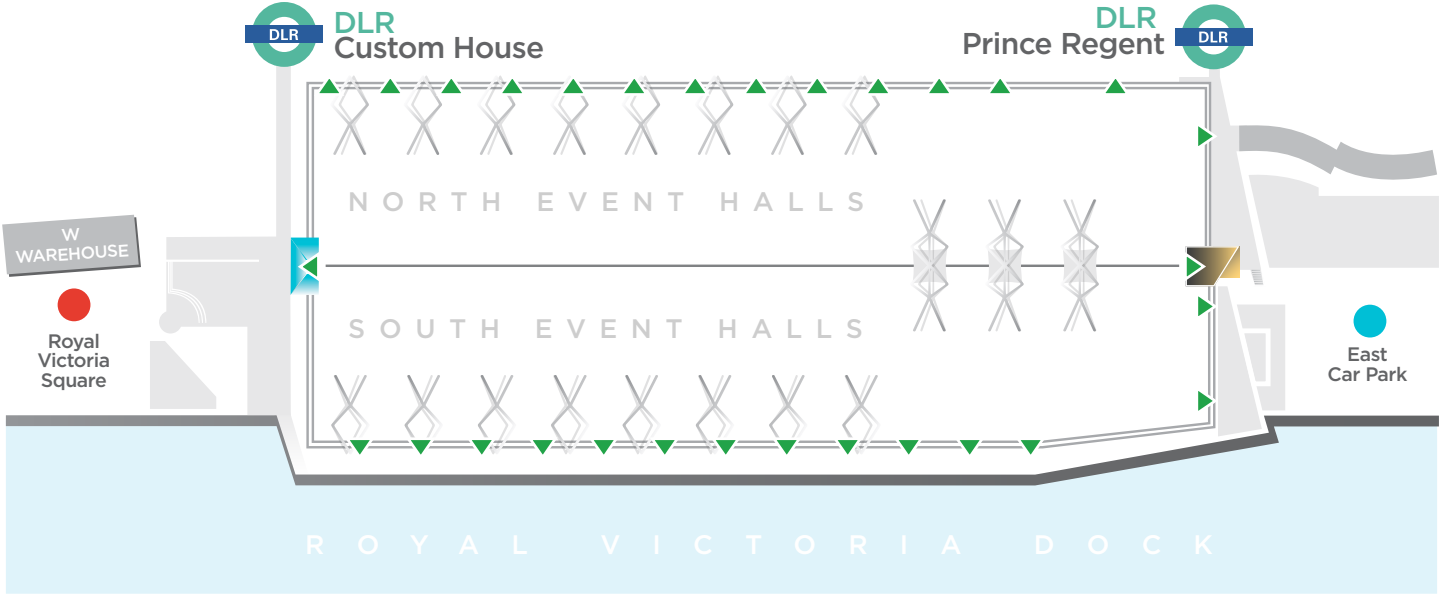 DLR
DLR
Custom House
DLR
Prince Regent
DLR
NORTH EVENT HALLS
W
WAREHOUSE
SOUTH EVENT HALLS
Royal
Victoria
Square
East
Car Park
ROYAL VICTORIA DOCK